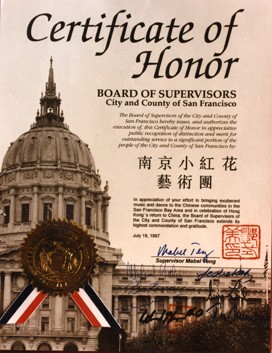 Certificate of
Honor
BOARD OF SUPERVISORS
City and County of San Francisco
The Board of Supervisors of the City and County of
San Francisco hereby issues, and authorizes the
execution of, this Certificate of Honor in appreciative
public recognition of distinction and merit for
outstanding service to a significant portion of the
people of the City and County of San Francisco by
南京小紅花
藝術團
In appreciation of your effort in bringing exuberant
music and dance to the Chinese communities in the
San Francisco Bay Area and in celebration of Hong
Kong's return to China, the Board of Supervisors of
the City and County of San Francisco extends its
highest commendation and gratitude.
July 19, 1997
Mabel Teng
Supervisor Mabel Teng